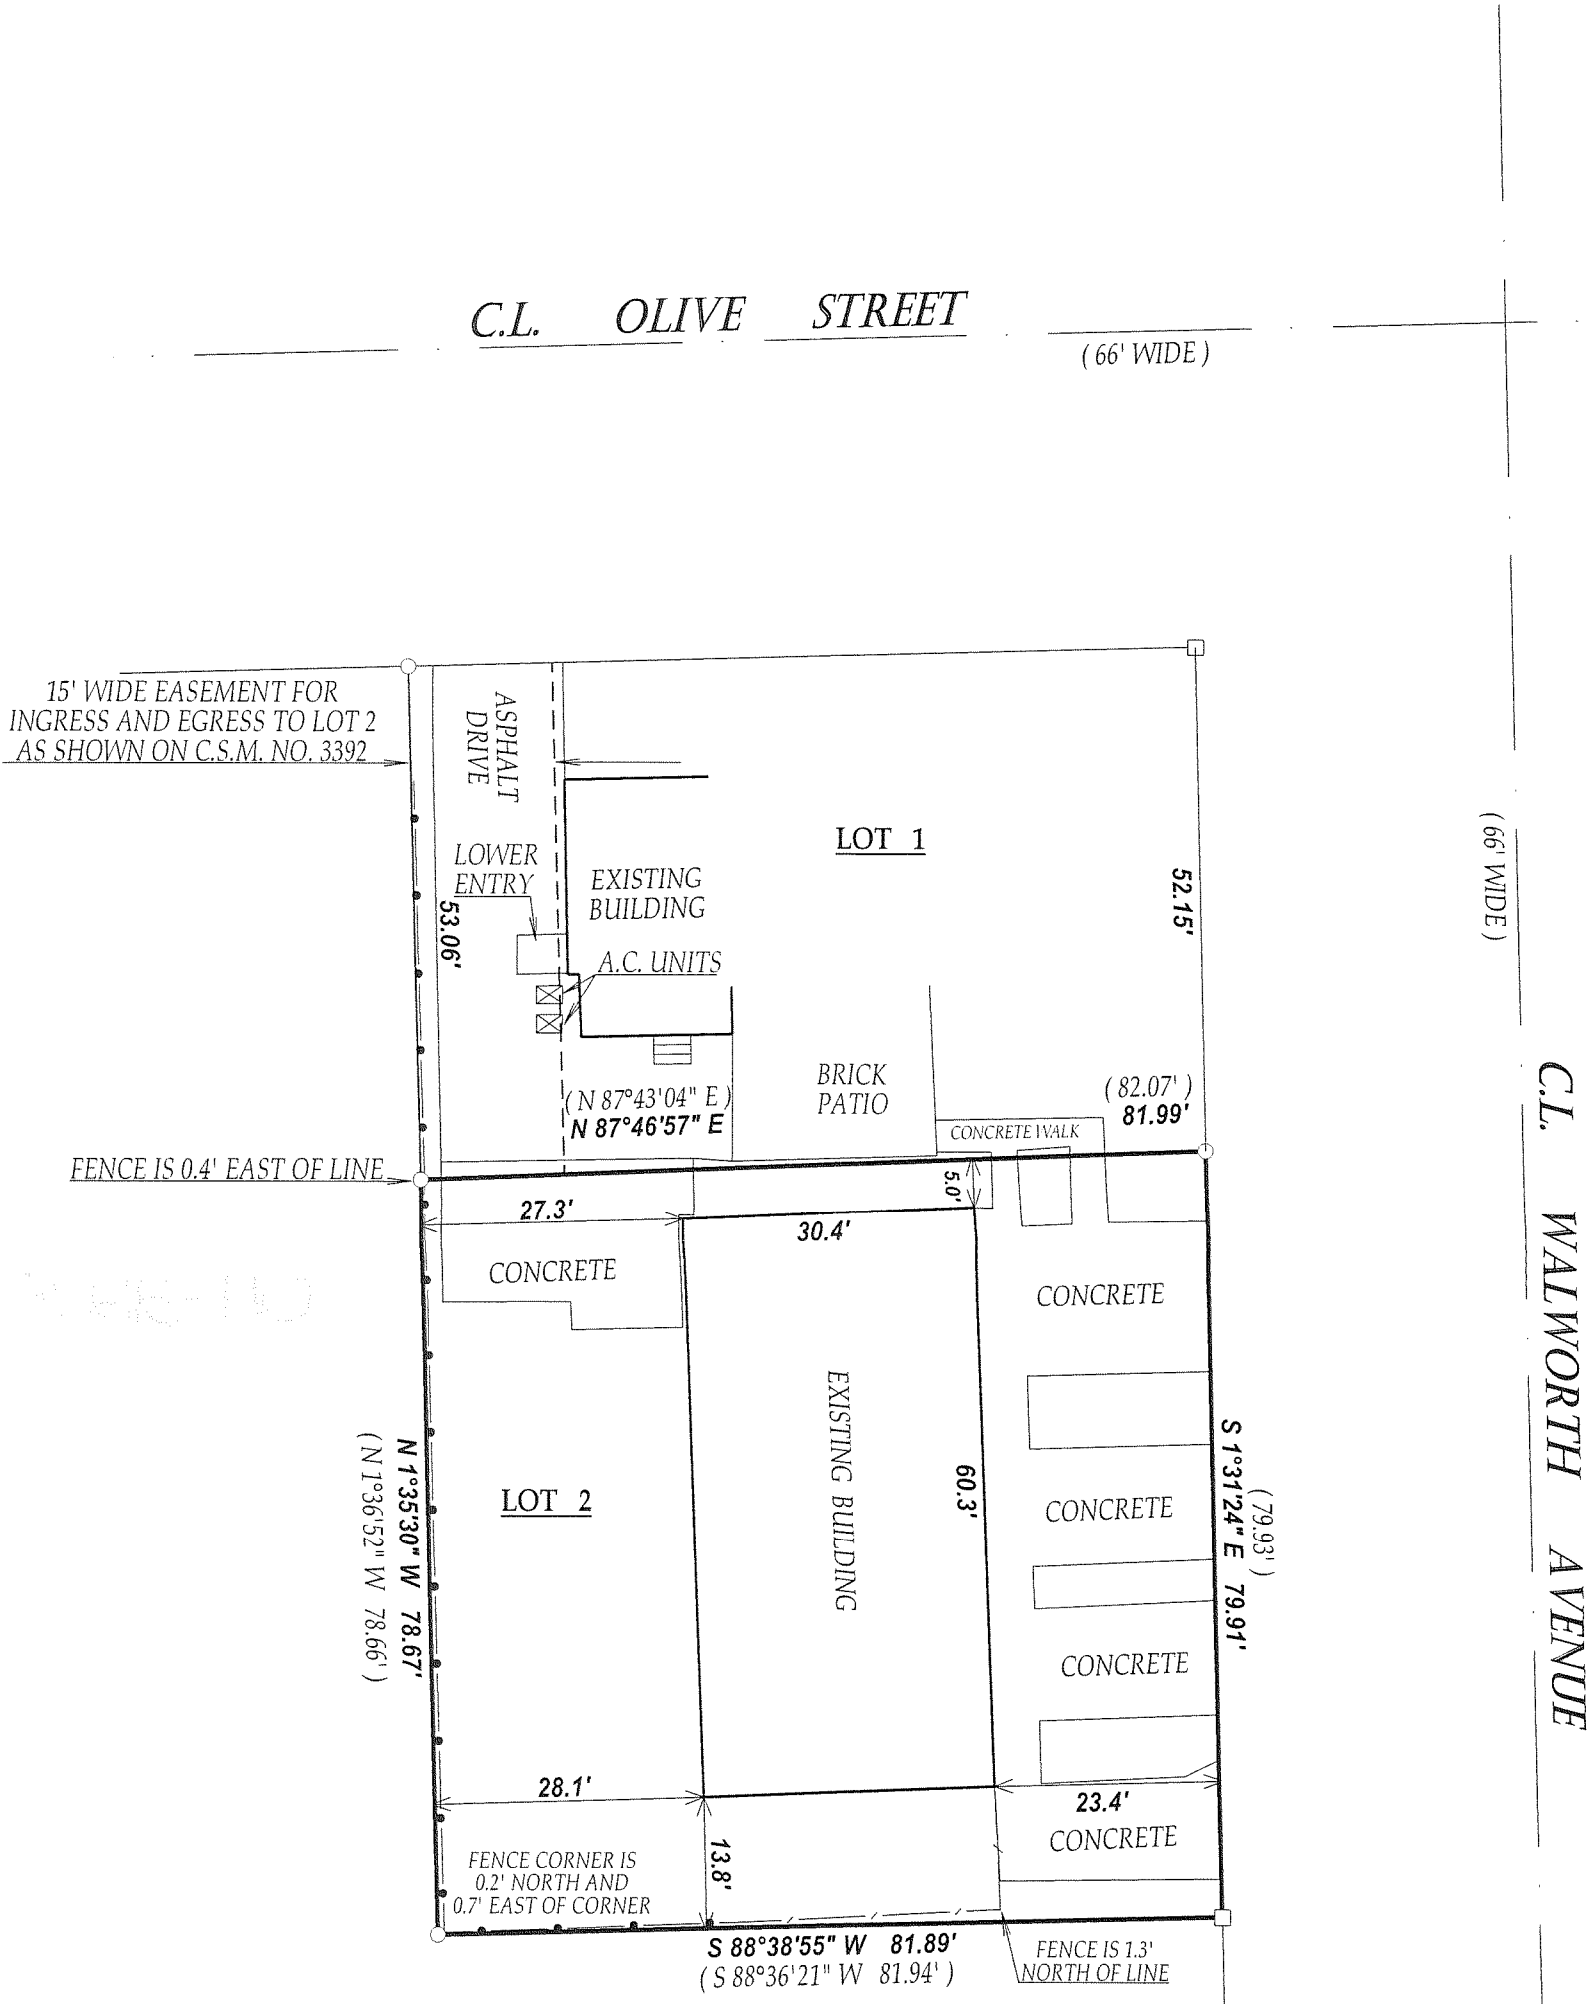 C.L. OLIVE STREET
( 66' WIDE )
15' WIDE EASEMENT FOR
INGRESS AND EGRESS TO LOT 2
AS SHOWN ON C.S.M. NO. 3392
ASPHALT
DRIVE
LOT 1
( 66' WIDE )
LOWER
ENTRY
EXISTING
BUILDING
53.06'
52.15'
A.C. UNITS
BRICK
PATIO
( N 87°43'04" E )
N 87°46'57" E
( 82.07' )
81.99'
CONCRETE WALK
C.L. WALWORTH AVENUE
FENCE IS 0.4' EAST OF LINE
5.0'
27.3'
30.4'
CONCRETE
CONCRETE
EXISTING BUILDING
60.3'
LOT 2
CONCRETE
( 79.93' )
S 1°31'24" E 79.91'
N 1°35'30" W 78.67'
( N 1°36'52" W 78.66' )
CONCRETE
28.1'
23.4'
CONCRETE
13.8'
FENCE CORNER IS
0.2' NORTH AND
0.7' EAST OF CORNER
S 88°38'55" W 81.89'
( S 88°36'21" W 81.94' )
FENCE IS 1.3'
NORTH OF LINE